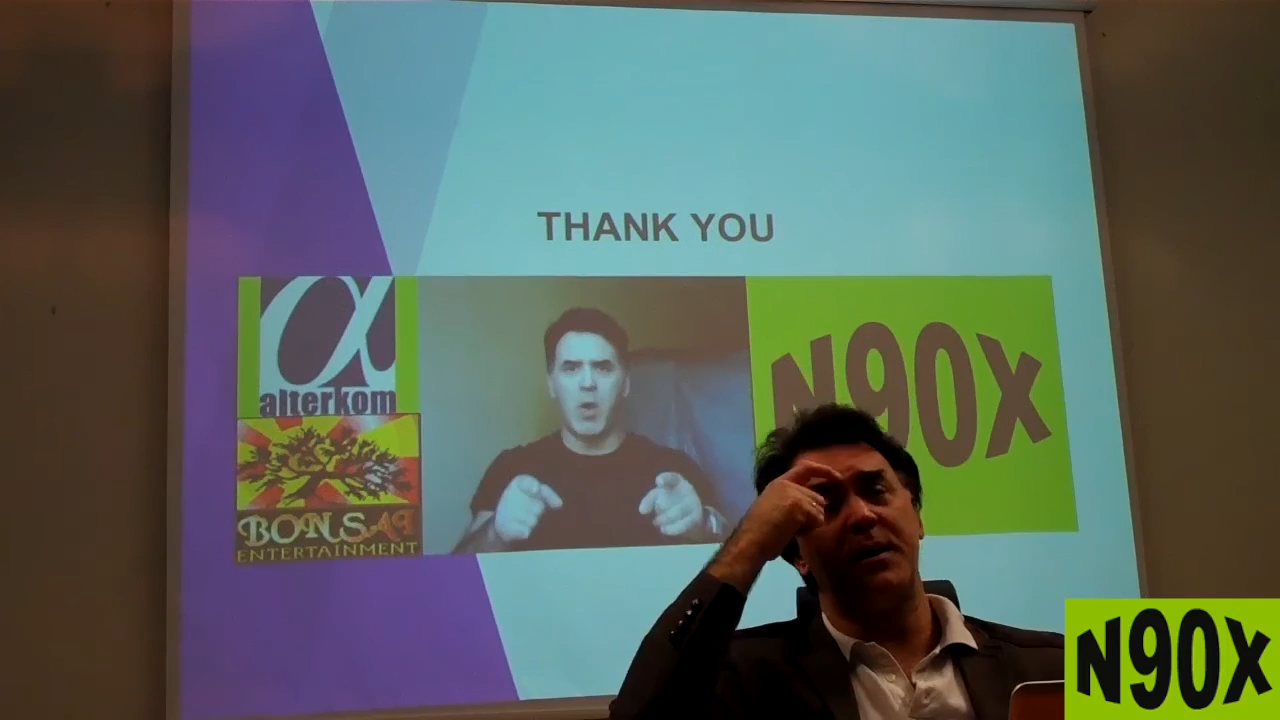 THANK YOU
α
alterkom
BONSAI
ENTERTAINMENT
N90X
N90X